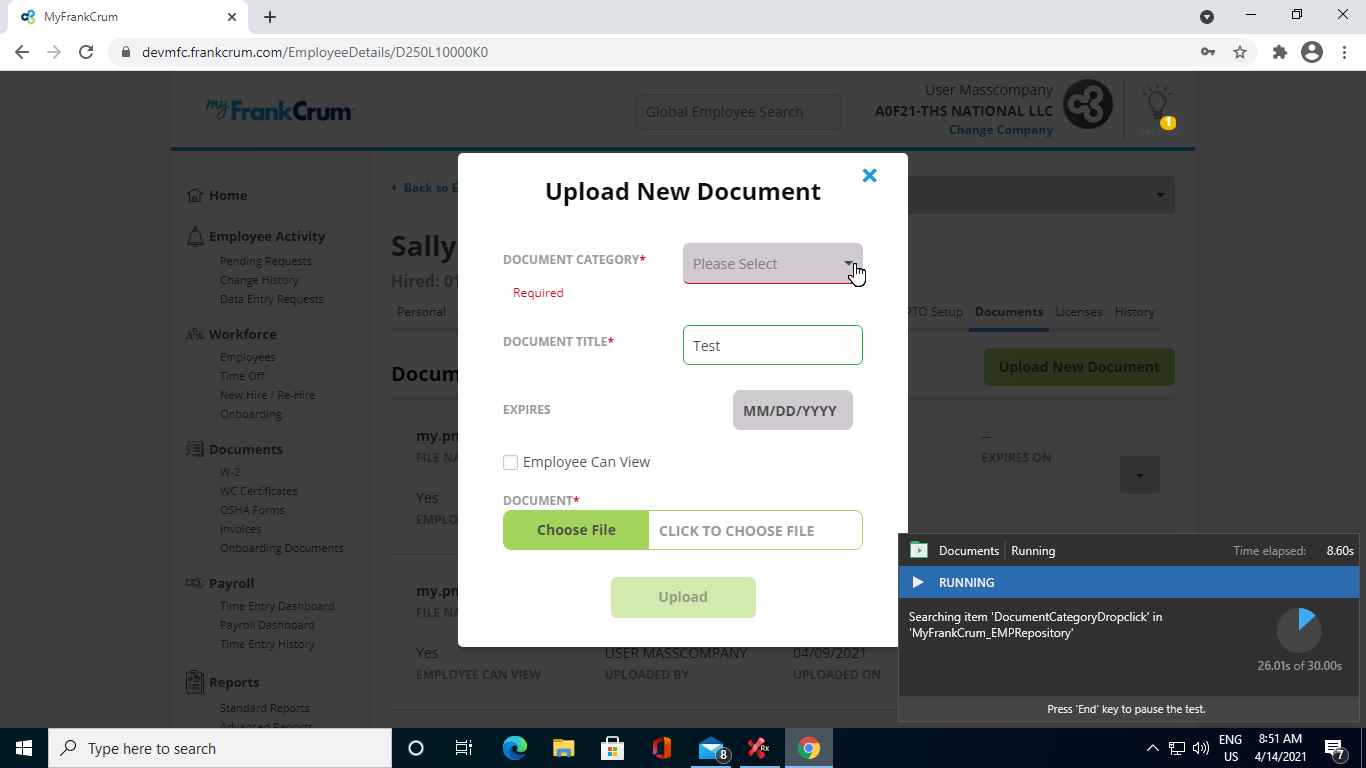 MyFrankCrum
devmfc.frankcrum.com/EmployeeDetails/D250L10000K0
myFrankCrum
Global Employee Search
User Masscompany
A0F21-THS NATIONAL LLC
Change Company
1
Back to E
Home
Employee Activity
Pending Requests
Change History
Data Entry Requests
Workforce
Employees
Time Off
New Hire / Re-Hire
Onboarding
Documents
W-2
WC Certificates
OSHA Forms
Invoices
Onboarding Documents
Payroll
Time Entry Dashboard
Payroll Dashboard
Time Entry History
Reports
Standard Reports
Advanced Reports
Sally
Hired: 01
Personal
PTO Setup
Documents
Licenses
History
Docum
Upload New Document
my.pn
FILE NA
--
EXPIRES ON
Yes
EMPLO
my.pn
FILE NA
Yes
USER MASSCOMPANY
04/09/2021
EMPLOYEE CAN VIEW
UPLOADED BY
UPLOADED ON
Upload New Document
DOCUMENT CATEGORY*
Please Select
Required
DOCUMENT TITLE*
Test
EXPIRES
MM/DD/YYYY
Employee Can View
DOCUMENT*
Choose File
CLICK TO CHOOSE FILE
Upload
Documents
Running
Time elapsed:
8.60s
RUNNING
Searching item 'DocumentCategoryDropclick' in
'MyFrankCrum_EMPRepository'
26.01s of 30.00s
Press 'End' key to pause the test.
Type here to search
8
Rx
ENG
US
8:51 AM
4/14/2021
7